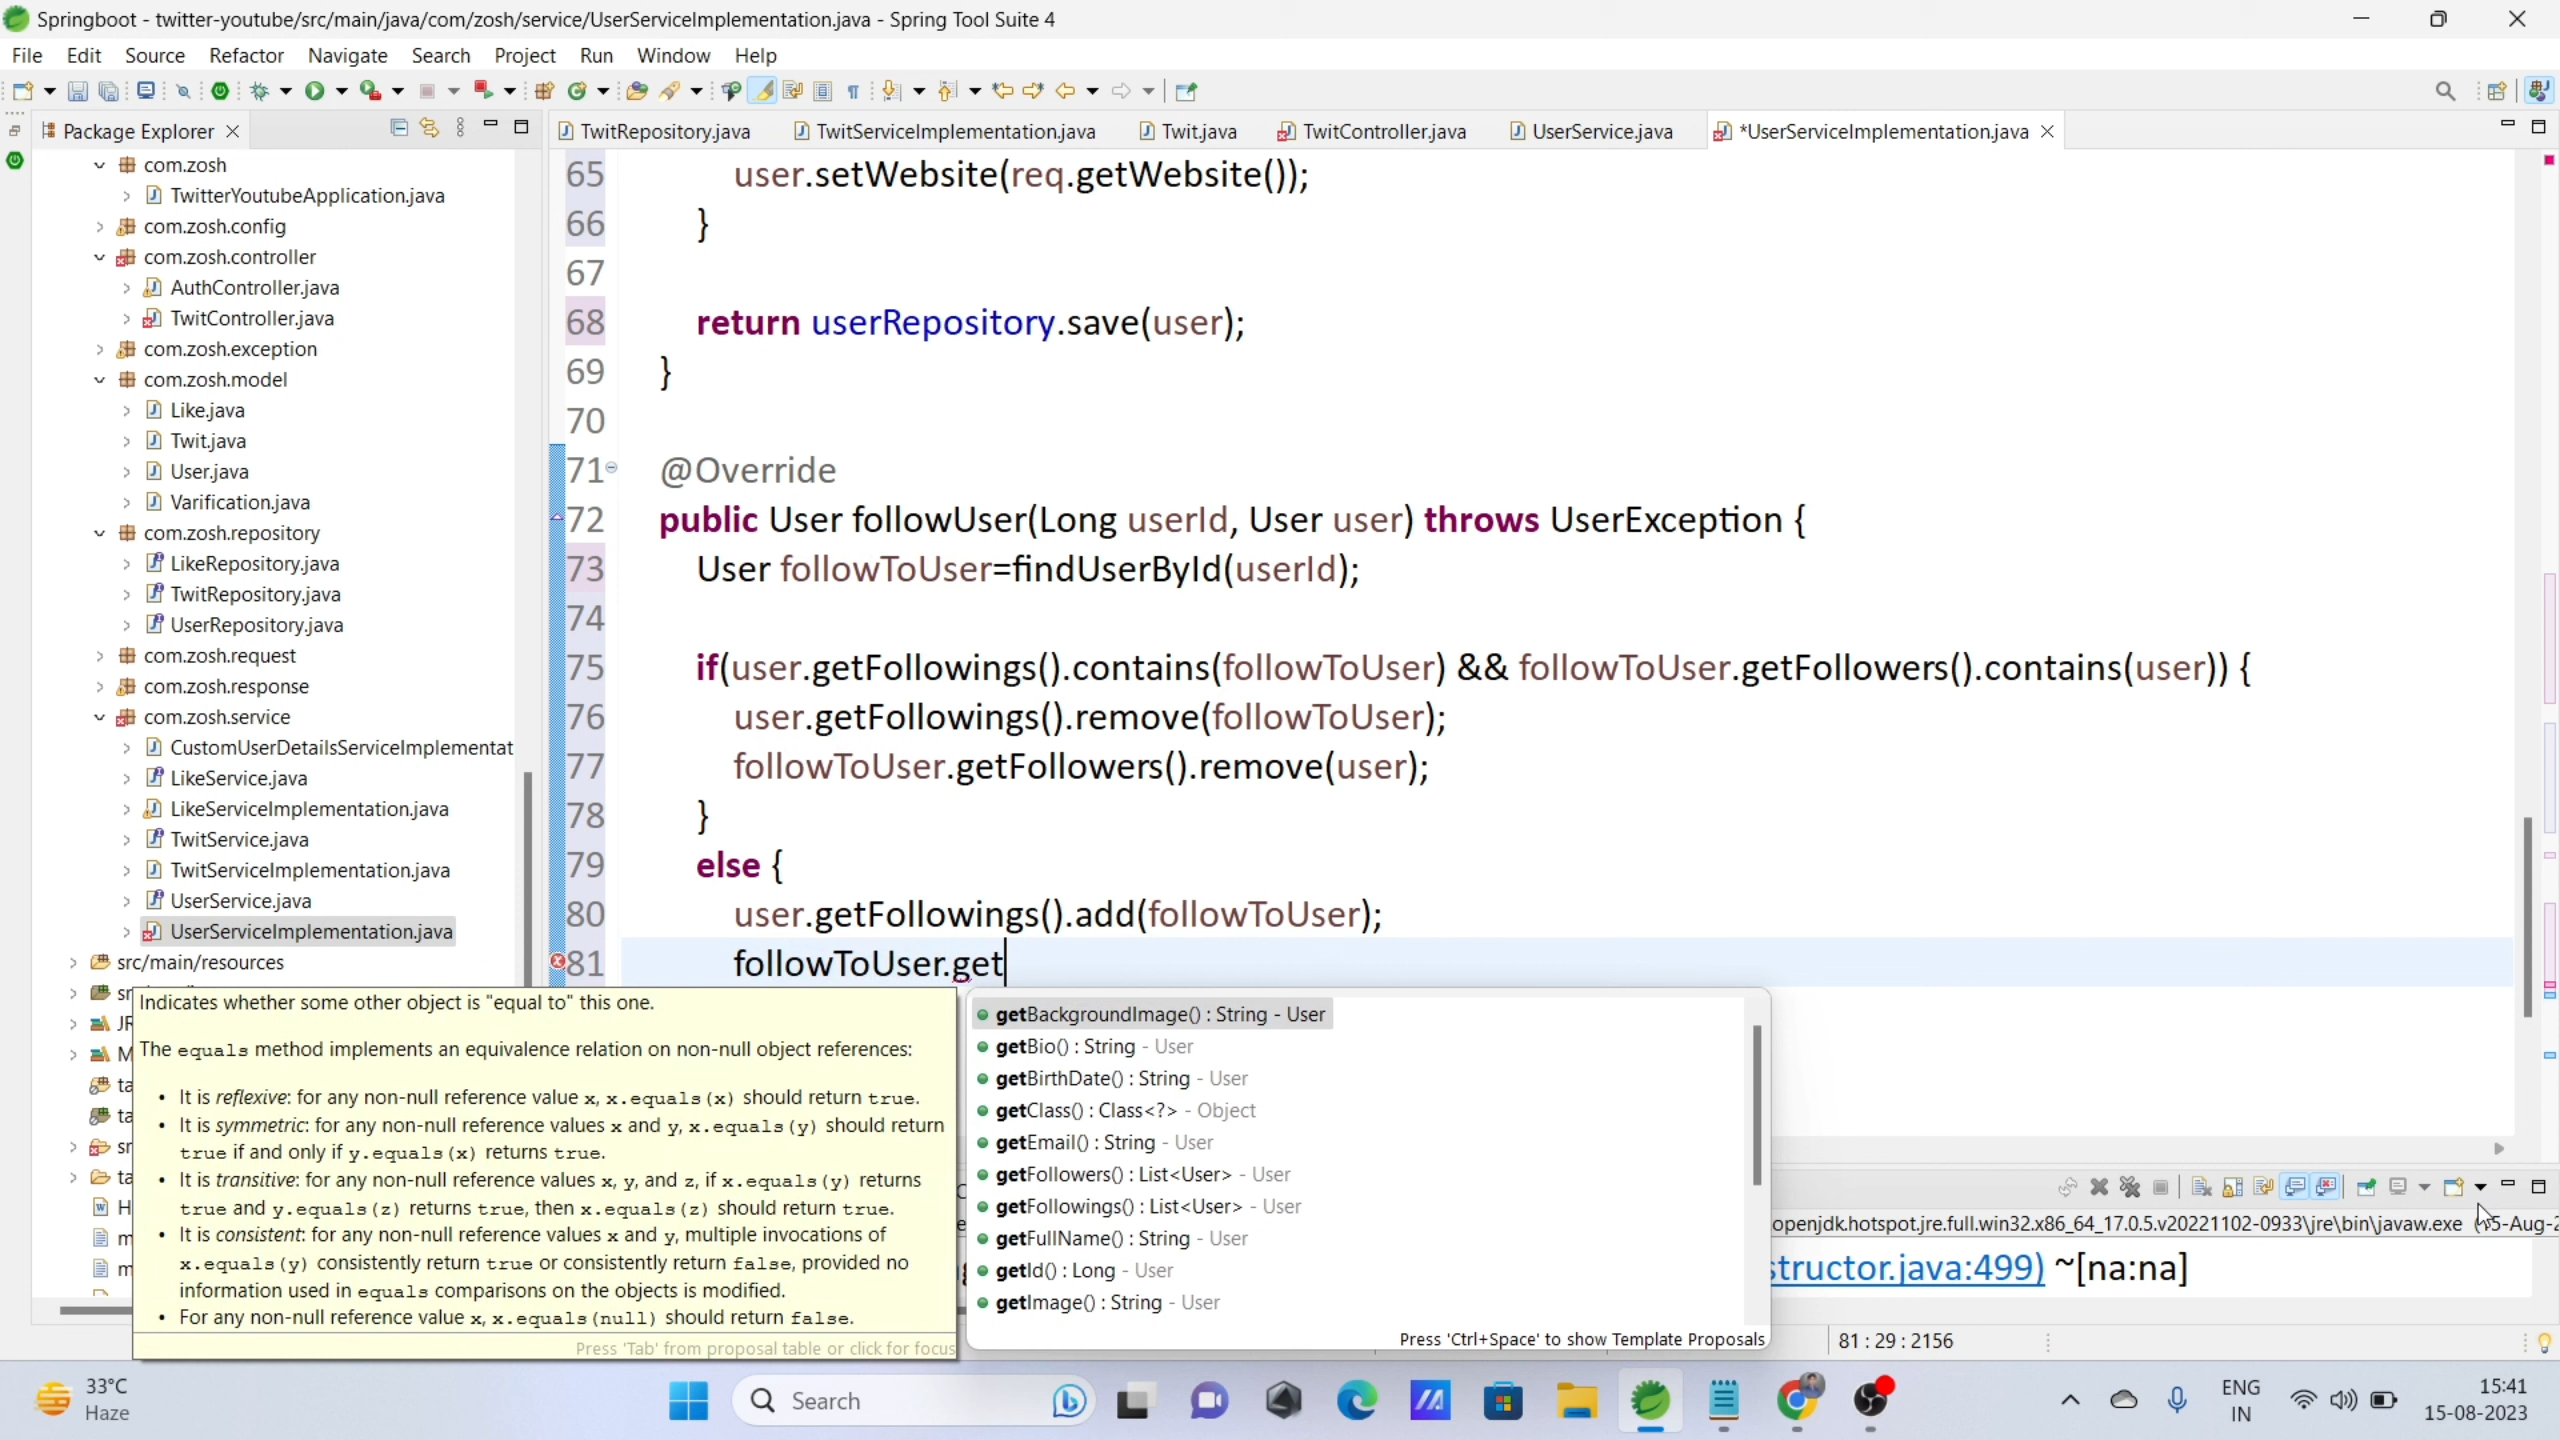 Springboot - twitter-youtube/src/main/java/com/zosh/service/UserServiceImplementation.java - Spring Tool Suite 4
File Edit Source Refactor Navigate Search Project Run Window Help
Package Explorer
TwitRepository.java TwitServiceImplementation.java Twit.java TwitController.java UserService.java *UserServiceImplementation.java
com.zosh
TwitterYoutubeApplication.java
com.zosh.config
com.zosh.controller
AuthController.java
TwitController.java
com.zosh.exception
com.zosh.model
Like.java
Twit.java
User.java
Varification.java
com.zosh.repository
LikeRepository.java
TwitRepository.java
UserRepository.java
com.zosh.request
com.zosh.response
com.zosh.service
CustomUserDetailsServiceImplementat
LikeService.java
LikeServiceImplementation.java
TwitService.java
TwitServiceImplementation.java
UserService.java
UserServiceImplementation.java
src/main/resources
65 user.setWebsite(req.getWebsite());
66 }
67
68 return userRepository.save(user);
69 }
70
71 @Override
72 public User followUser(Long userId, User user) throws UserException {
73 User followToUser=findUserById(userId);
74
75 if(user.getFollowings().contains(followToUser) && followToUser.getFollowers().contains(user)) {
76 user.getFollowings().remove(followToUser);
77 followToUser.getFollowers().remove(user);
78 }
79 else {
80 user.getFollowings().add(followToUser);
81 followToUser.get
Indicates whether some other object is "equal to" this one.
The equals method implements an equivalence relation on non-null object references:
• It is reflexive: for any non-null reference value x, x.equals(x) should return true.
• It is symmetric: for any non-null reference values x and y, x.equals(y) should return
true if and only if y.equals(x) returns true.
• It is transitive: for any non-null reference values x, y, and z, if x.equals(y) returns
true and y.equals(z) returns true, then x.equals(z) should return true.
• It is consistent: for any non-null reference values x and y, multiple invocations of
x.equals(y) consistently return true or consistently return false, provided no
information used in equals comparisons on the objects is modified.
• For any non-null reference value x, x.equals(null) should return false.
Press 'Tab' from proposal table or click for focus
getBackgroundImage() : String - User
getBio() : String - User
getBirthDate() : String - User
getClass() : Class<?> - Object
getEmail() : String - User
getFollowers() : List<User> - User
getFollowings() : List<User> - User
getFullName() : String - User
getId() : Long - User
getImage() : String - User
Press 'Ctrl+Space' to show Template Proposals
openjdk.hotspot.jre.full.win32.x86_64_17.0.5.v20221102-0933\jre\bin\javaw.exe
structor.java:499) ~[na:na]
81 : 29 : 2156
33°C
Haze
Search
ENG
IN
15:41
15-08-2023